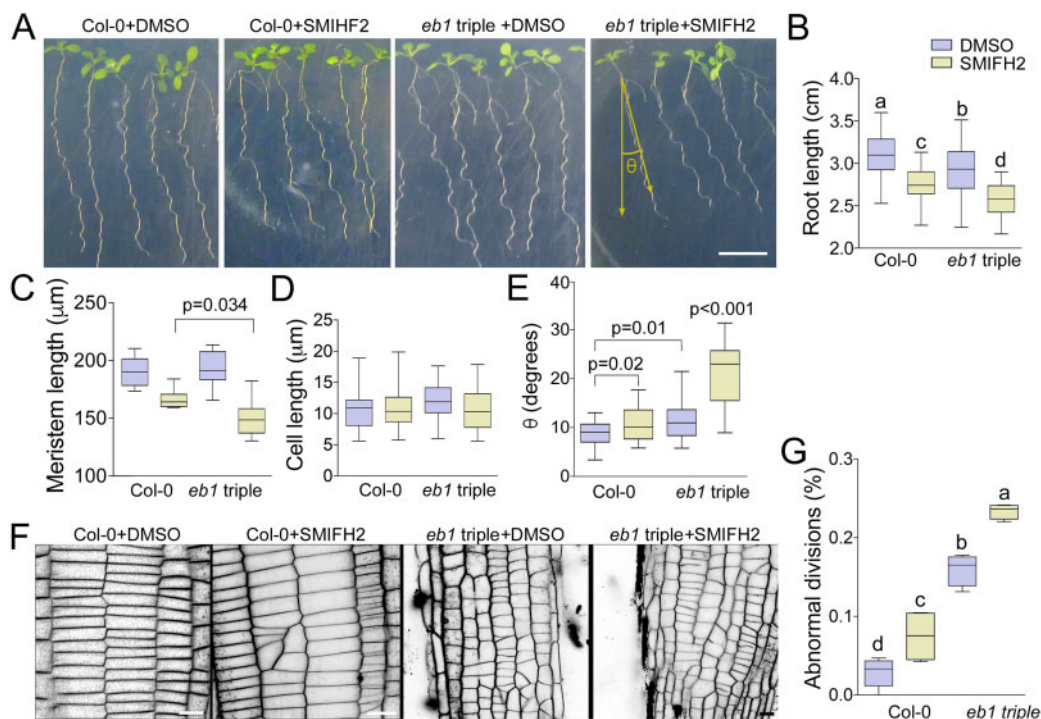 A
Col-0+DMSO
Col-0+SMIHF2
eb1 triple +DMSO
eb1 triple+SMIFH2
θ
B
DMSO
SMIFH2
Root length (cm)
4.0
3.5
3.0
2.5
2.0
a
c
b
d
Col-0
eb1 triple
C
Meristem length (μm)
250
200
150
100
p=0.034
Col-0
eb1 triple
D
Cell length (μm)
25
20
15
10
5
0
Col-0
eb1 triple
E
θ (degrees)
40
30
20
10
0
p=0.02
p=0.01
p<0.001
Col-0
eb1 triple
F
Col-0+DMSO
Col-0+SMIFH2
eb1 triple+DMSO
eb1 triple+SMIFH2
G
Abnormal divisions (%)
0.3
0.2
0.1
0.0
d
c
b
a
Col-0
eb1 triple